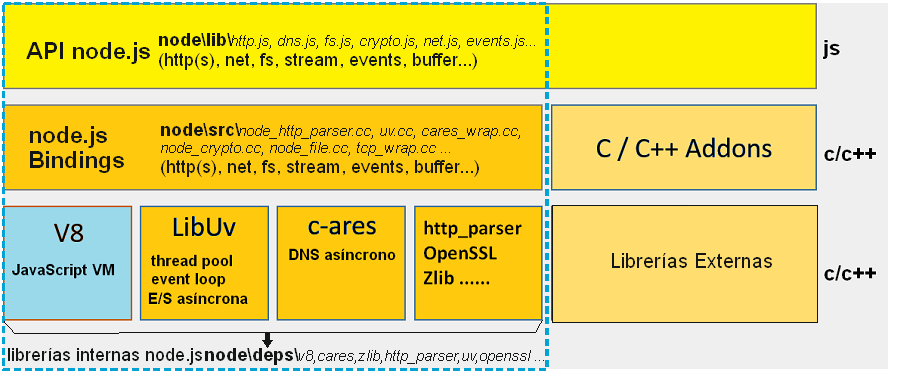 API node.js
node\lib\http.js, dns.js, fs.js, crypto.js, net.js, events.js...
(http(s), net, fs, stream, events, buffer...)
js
node.js
Bindings
node\src\node_http_parser.cc, uv.cc, cares_wrap.cc,
node_crypto.cc, node_file.cc, tcp_wrap.cc ...
(http(s), net, fs, stream, events, buffer...)
C / C++ Addons
c/c++
V8
JavaScript VM
LibUv
thread pool
event loop
E/S asíncrona
c-ares
DNS asíncrono
http_parser
OpenSSL
Zlib ......
Librerías Externas
c/c++
librerías internas node.js node\deps\v8,cares,zlib,http_parser,uv,openssl ...